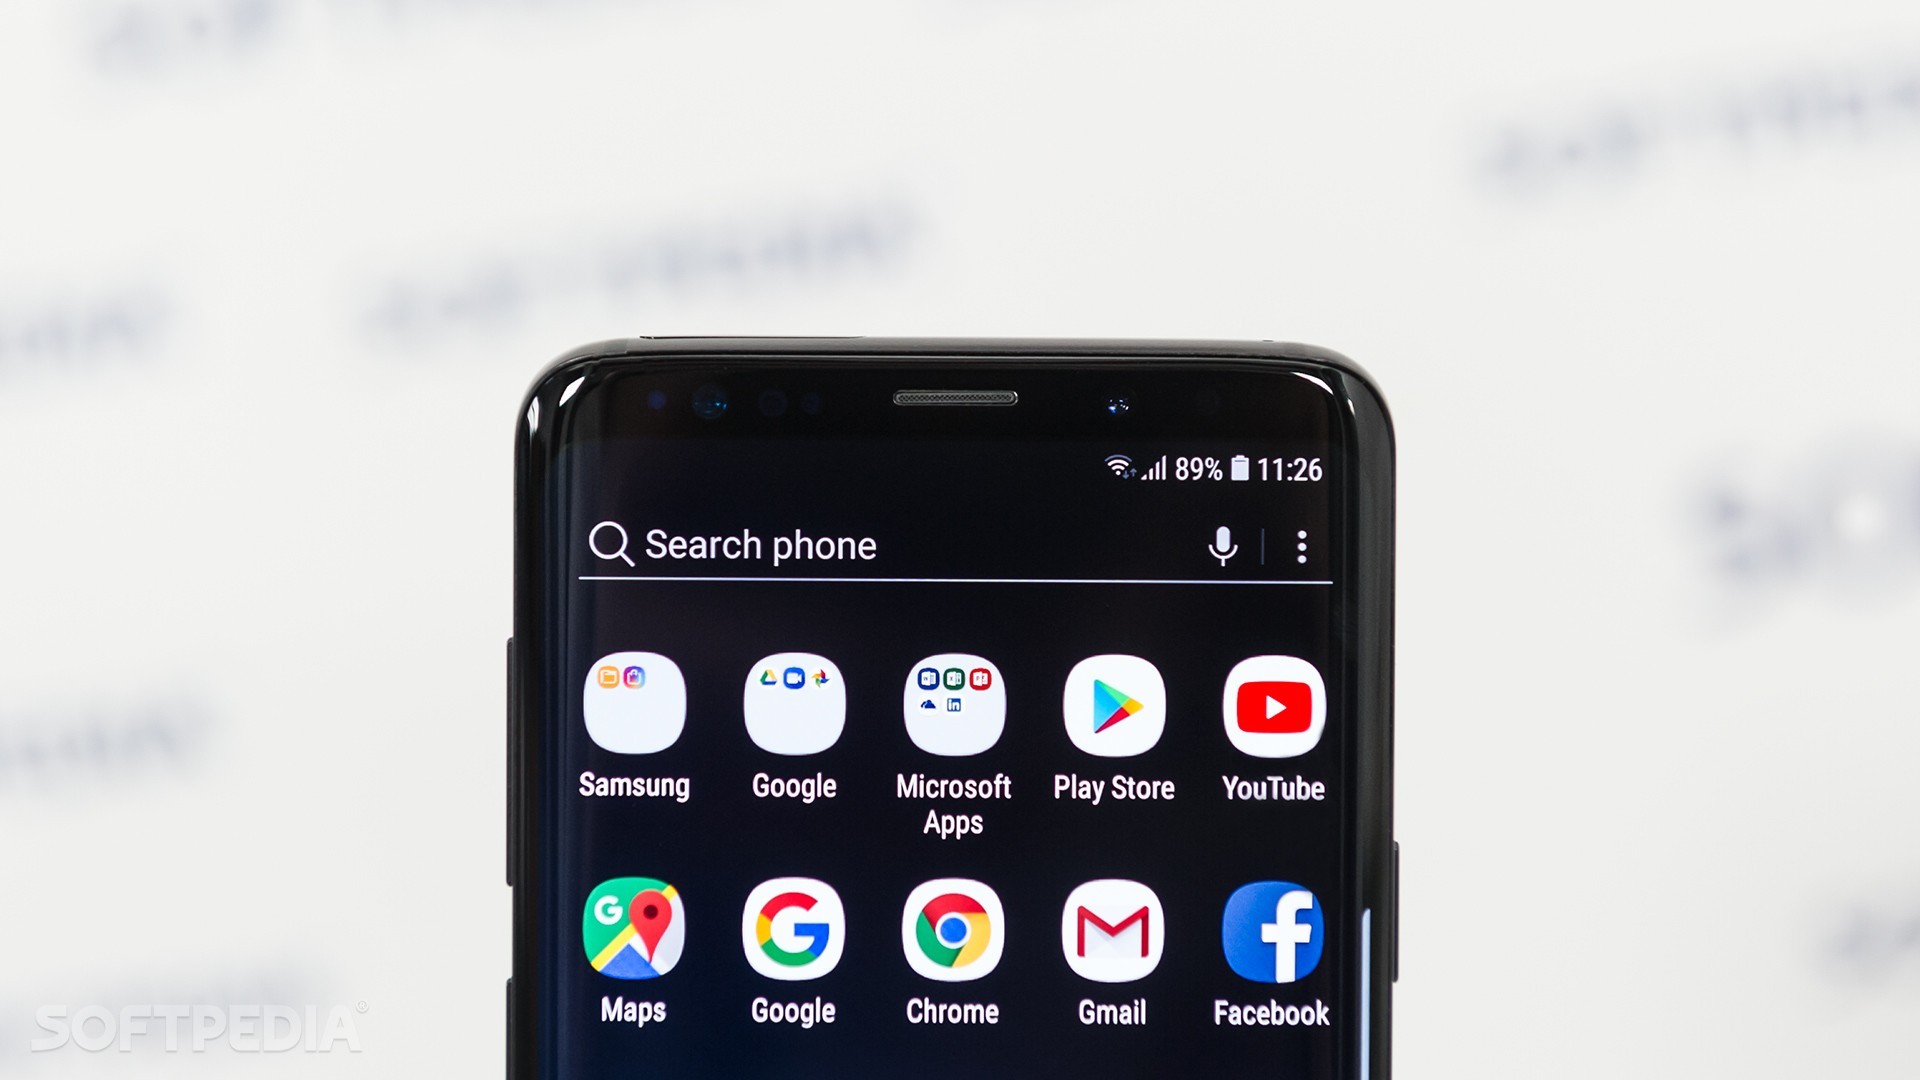 89% 11:26
Search phone
Samsung Google Microsoft Apps Play Store YouTube
G
Maps Google Chrome Gmail Facebook
SOFTPEDIA®